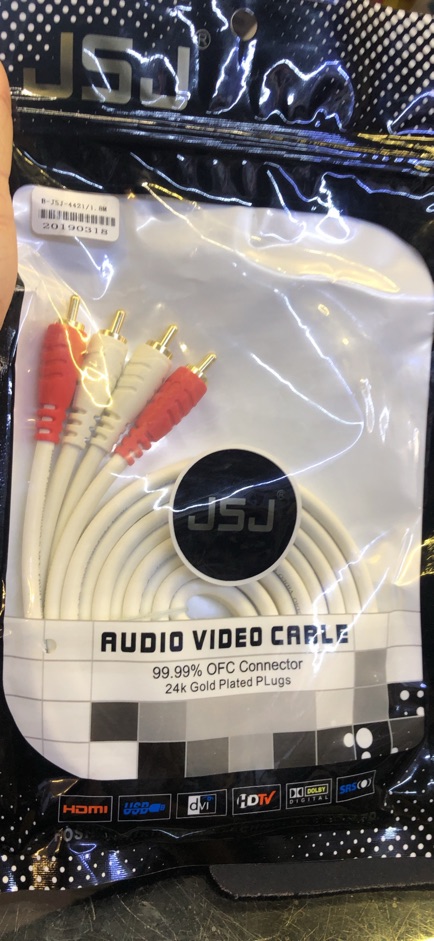 JSJ®
B-JSJ-4421/1.8M
20190318
JSJ®
AUDIO VIDEO CABLE
99.99% OFC Connector
24k Gold Plated PLugs
HDMI
USB
dvi
HDTV
DOLBY
DIGITAL
SRS